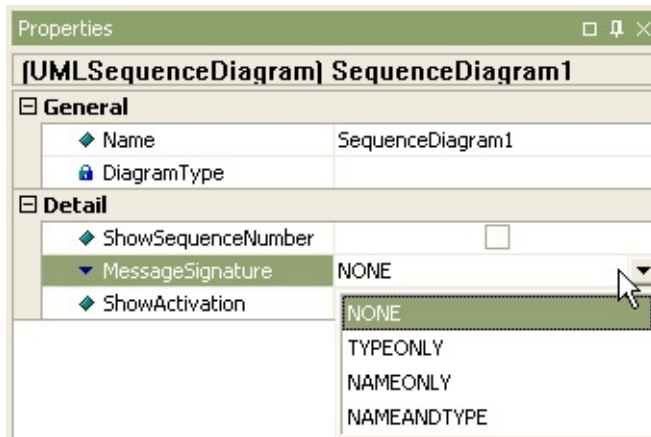 Properties
(UMLSequenceDiagram) SequenceDiagram1
General
Name SequenceDiagram1
DiagramType
Detail
ShowSequenceNumber
MessageSignature NONE
ShowActivation
NONE
TYPEONLY
NAMEONLY
NAMEANDTYPE